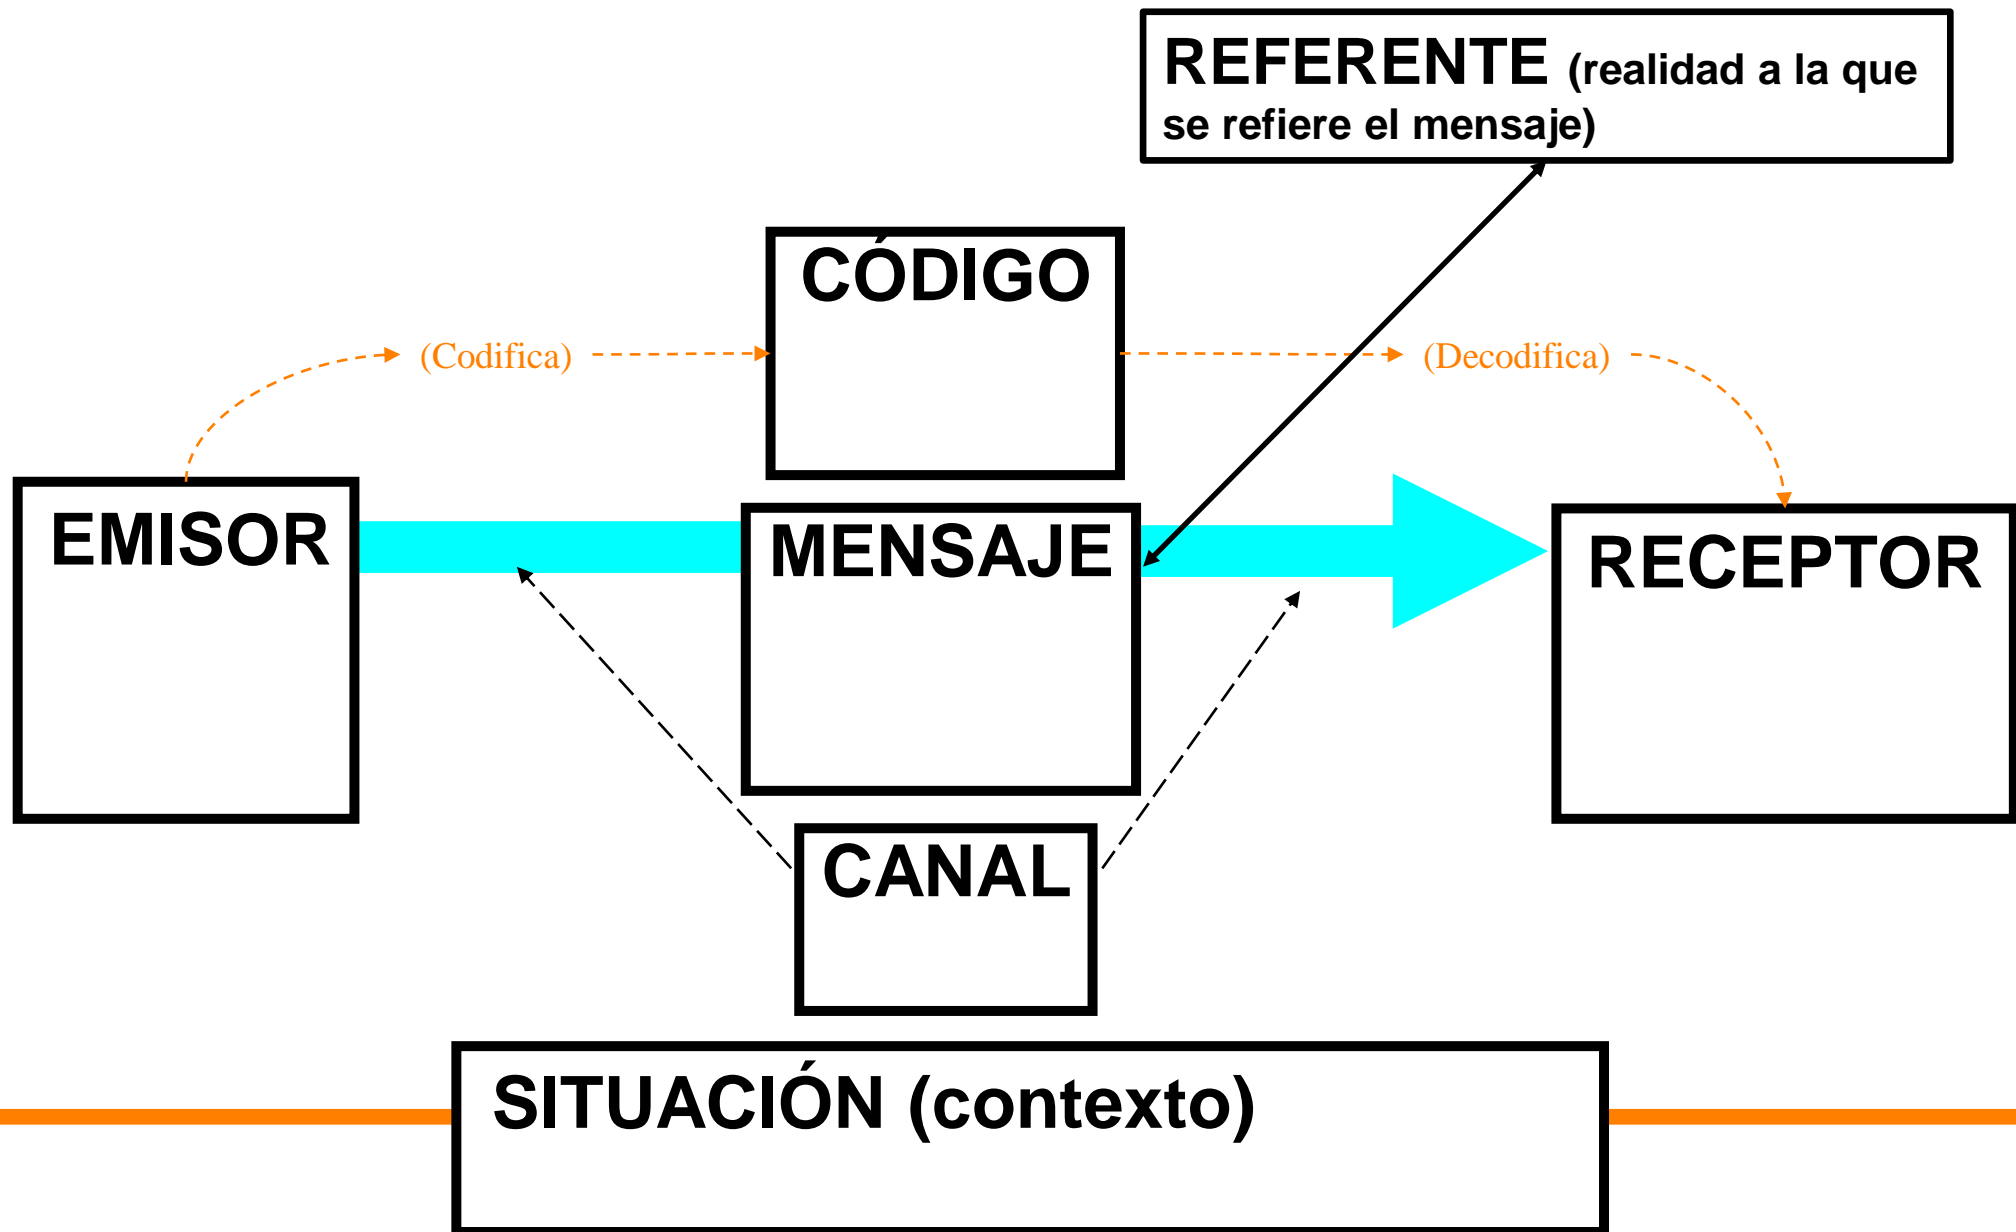 REFERENTE (realidad a la que
se refiere el mensaje)
CÓDIGO
(Codifica)
(Decodifica)
EMISOR
MENSAJE
RECEPTOR
CANAL
SITUACIÓN (contexto)